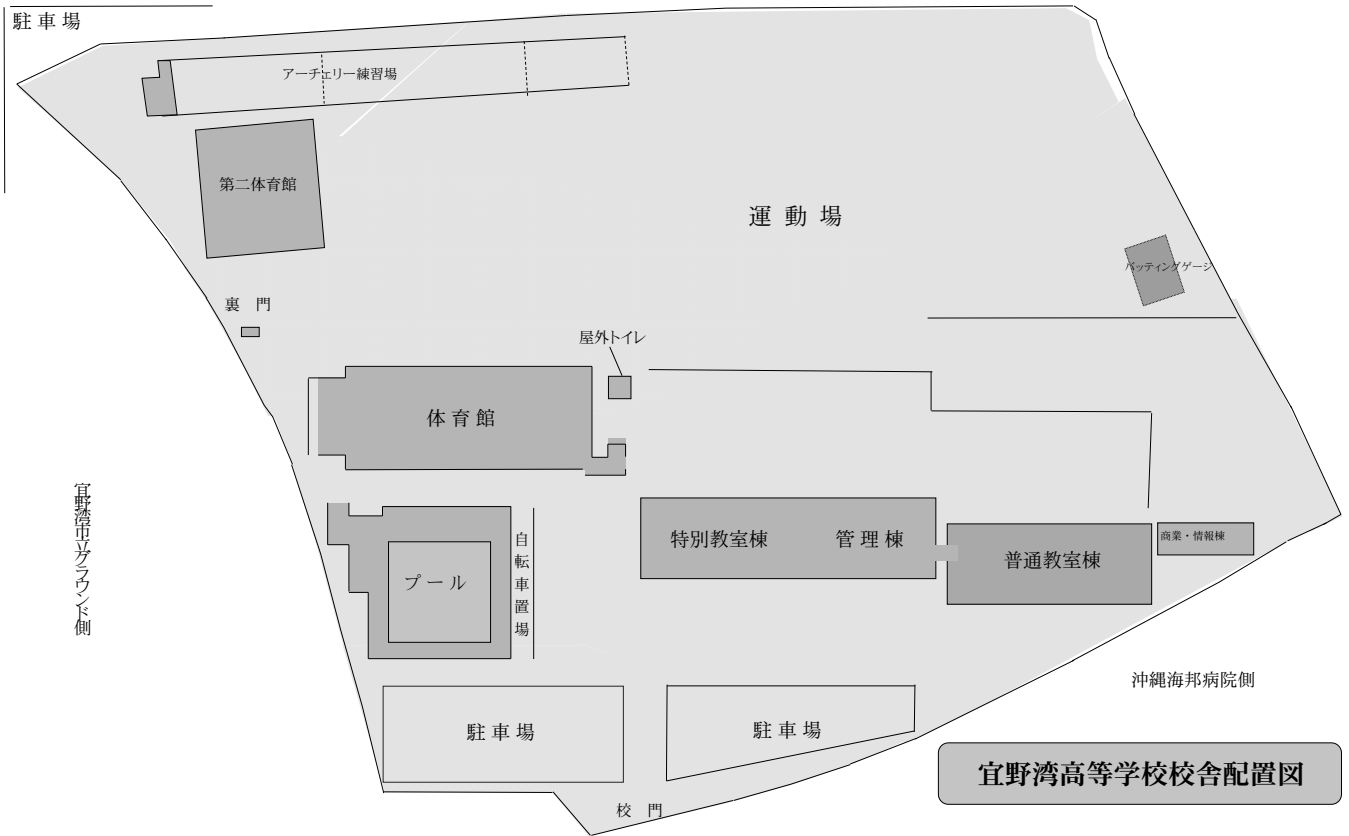 駐車場
アーチェリー練習場
第二体育館
運動場
バッティングゲージ
裏門
屋外トイレ
体育館
宜野湾市立グラウンド側
自転車置場
プール
特別教室棟
管理棟
普通教室棟
商業・情報棟
沖縄海邦病院側
駐車場
駐車場
宜野湾高等学校校舎配置図
校門